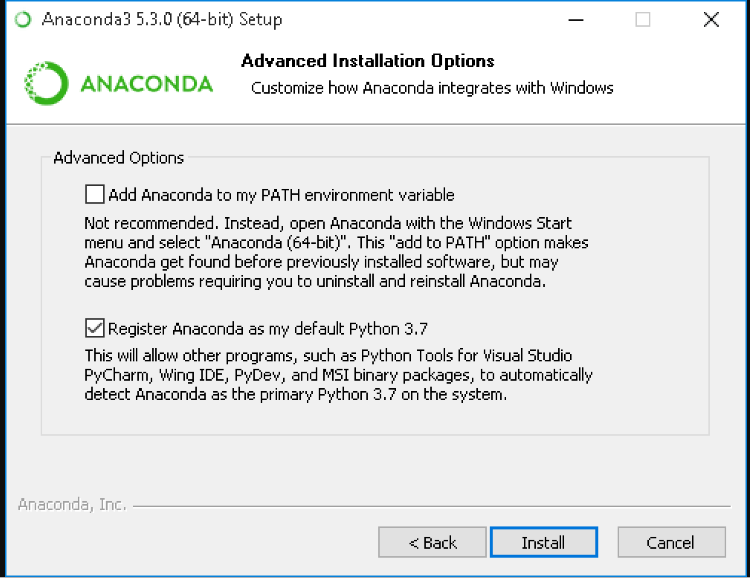 Anaconda3 5.3.0 (64-bit) Setup
ANACONDA
Advanced Installation Options
Customize how Anaconda integrates with Windows
Advanced Options
Add Anaconda to my PATH environment variable
Not recommended. Instead, open Anaconda with the Windows Start
menu and select "Anaconda (64-bit)". This "add to PATH" option makes
Anaconda get found before previously installed software, but may
cause problems requiring you to uninstall and reinstall Anaconda.
Register Anaconda as my default Python 3.7
This will allow other programs, such as Python Tools for Visual Studio
PyCharm, Wing IDE, PyDev, and MSI binary packages, to automatically
detect Anaconda as the primary Python 3.7 on the system.
Anaconda, Inc.
< Back
Install
Cancel